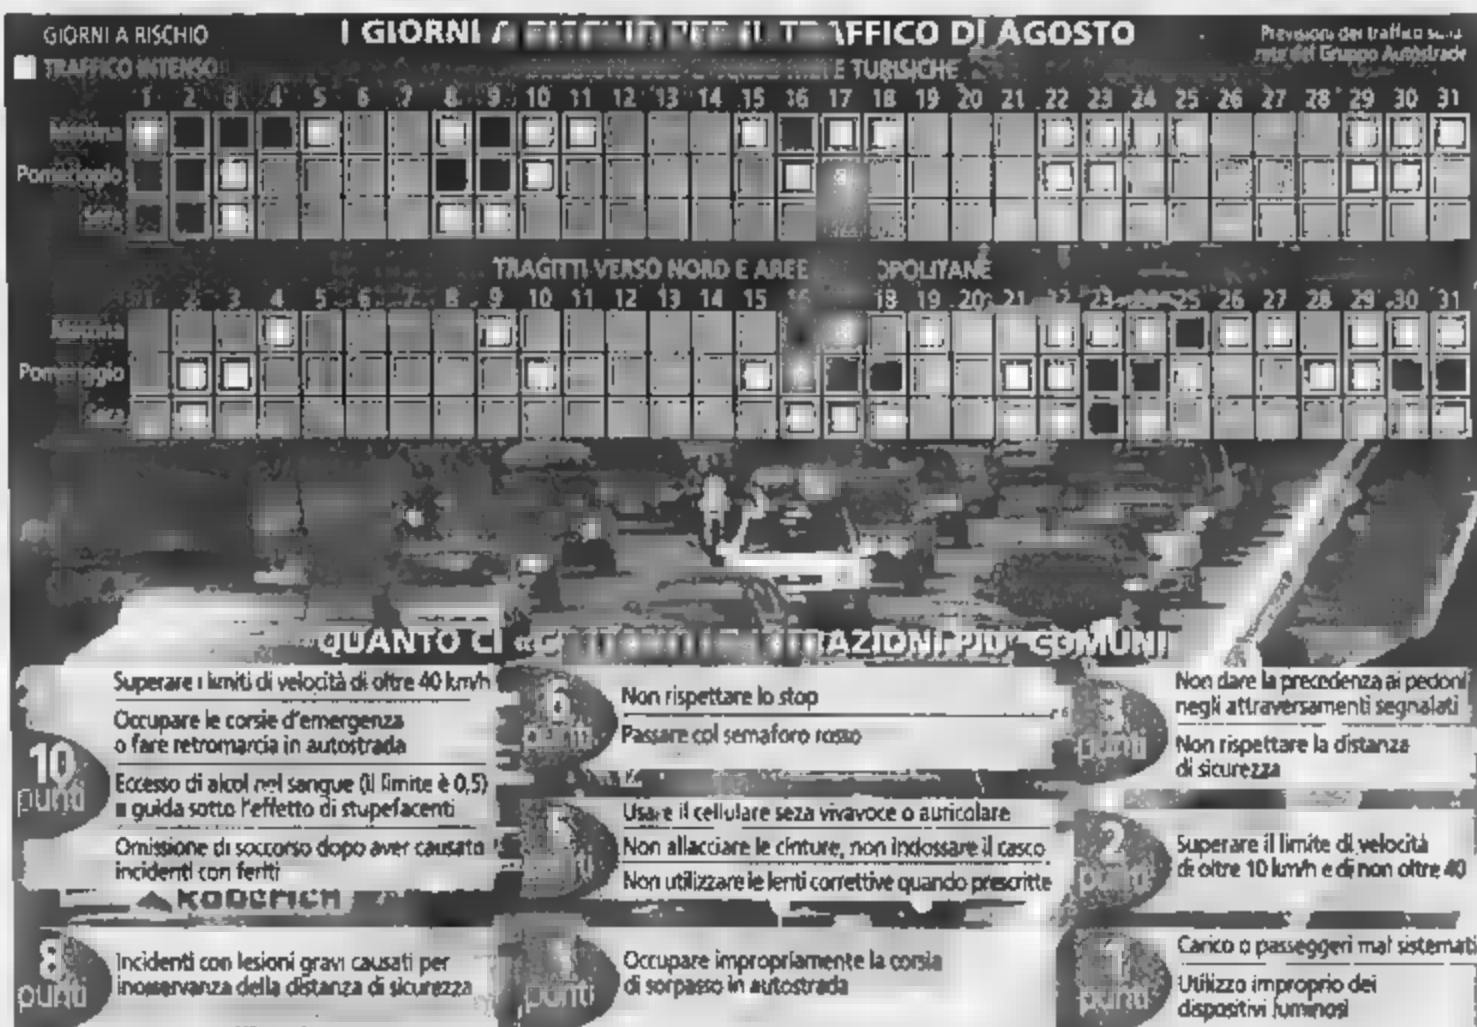 GIORNI A RISCHIO
I GIORNI A RISCHIO PER IL TRAFFICO DI AGOSTO
Previsioni del traffico sulla
rete del Gruppo Autostrade
TRAFFICO INTENSO
E TURISICHE
1 2 3 4 5 6 7 8 9 10 11 12 13 14 15 16 17 18 19 20 21 22 23 24 25 26 27 28 29 30 31
Mattina
Pomeriggio
Sera
TRAGITTI VERSO NORD E AREE
1 2 3 4 5 6 7 8 9 10 11 12 13 14 15 16 18 19 20 21 22 23 25 26 27 28 29 30 31
Mattina
Pomeriggio
Sera
QUANTO CI PIU' COMUNI
10
punti
Superare i limiti di velocità di oltre 40 km/h
Occupare le corsie d'emergenza
o fare retromarcia in autostrada
Eccesso di alcol nel sangue (il limite è 0,5)
o guida sotto l'effetto di stupefacenti
Omissione di soccorso dopo aver causato
incidenti con feriti
8
punti
Incidenti con lesioni gravi causati per
inosservanza della distanza di sicurezza
6
punti
Non rispettare lo stop
Passare col semaforo rosso
Usare il cellulare seza vivavoce o auricolare
Non allacciare le cinture, non indossare il casco
Non utilizzare le lenti correttive quando prescritte
punti
Occupare impropriamente la corsia
di sorpasso in autostrada
punti
Non dare la precedenza ai pedoni
negli attraversamenti segnalati
Non rispettare la distanza
di sicurezza
2
punti
Superare il limite di velocità
di oltre 10 km/h e di non oltre 40
1
punti
Carico o passeggeri mal sistemati
Utilizzo improprio dei
dispositivi luminosi